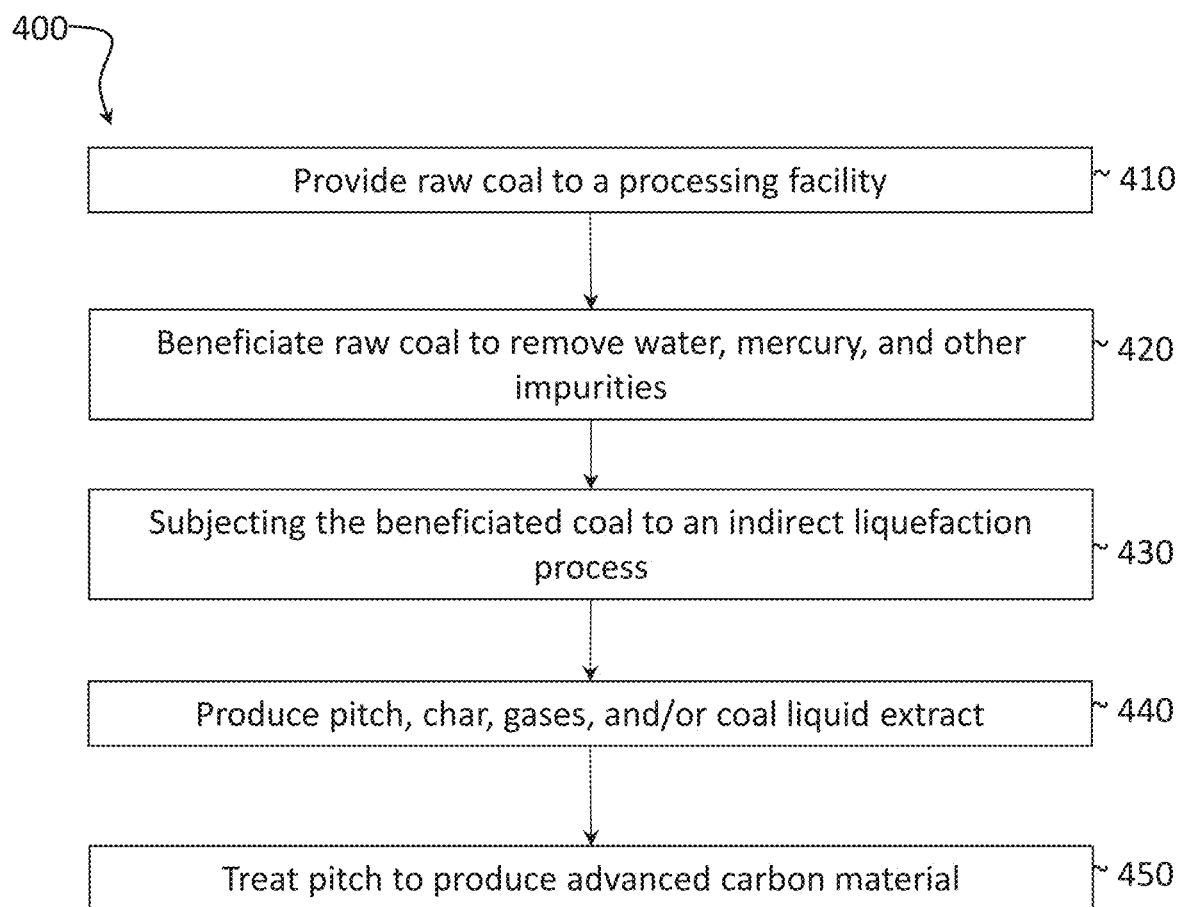 400
Provide raw coal to a processing facility
~ 410
Beneficiate raw coal to remove water, mercury, and other
impurities
~ 420
Subjecting the beneficiated coal to an indirect liquefaction
process
~ 430
Produce pitch, char, gases, and/or coal liquid extract
~ 440
Treat pitch to produce advanced carbon material
~ 450